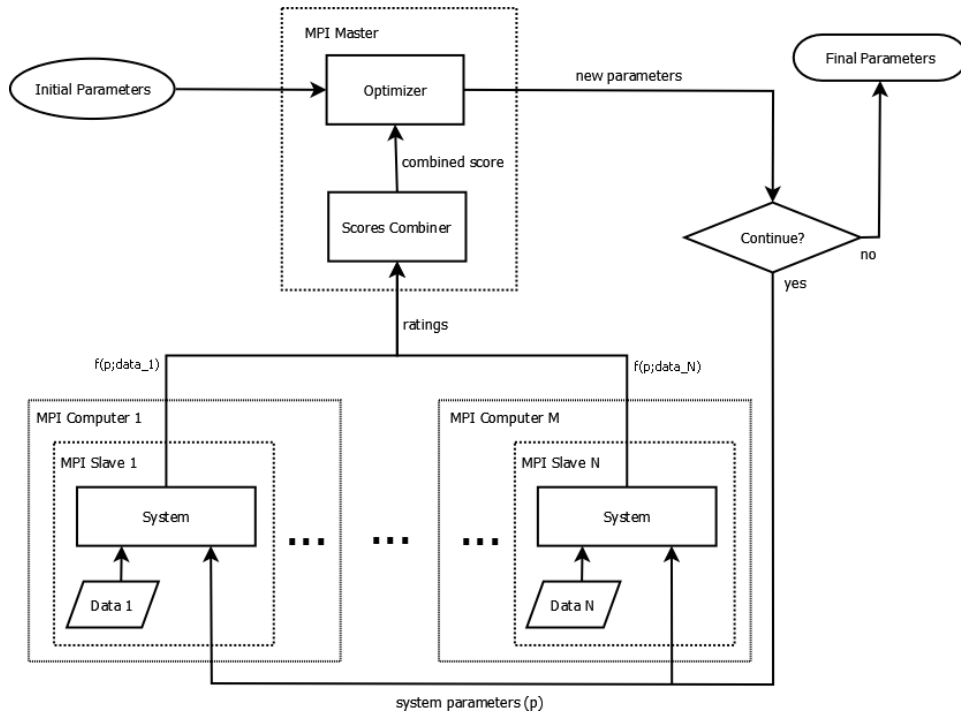 MPI Master
Final Parameters
Initial Parameters
Optimizer
new parameters
combined score
Scores Combiner
Continue?
no
yes
ratings
f(p;data_1)
f(p;data_N)
MPI Computer 1
MPI Computer M
MPI Slave 1
MPI Slave N
System
System
... ... ...
Data 1
Data N
system parameters (p)